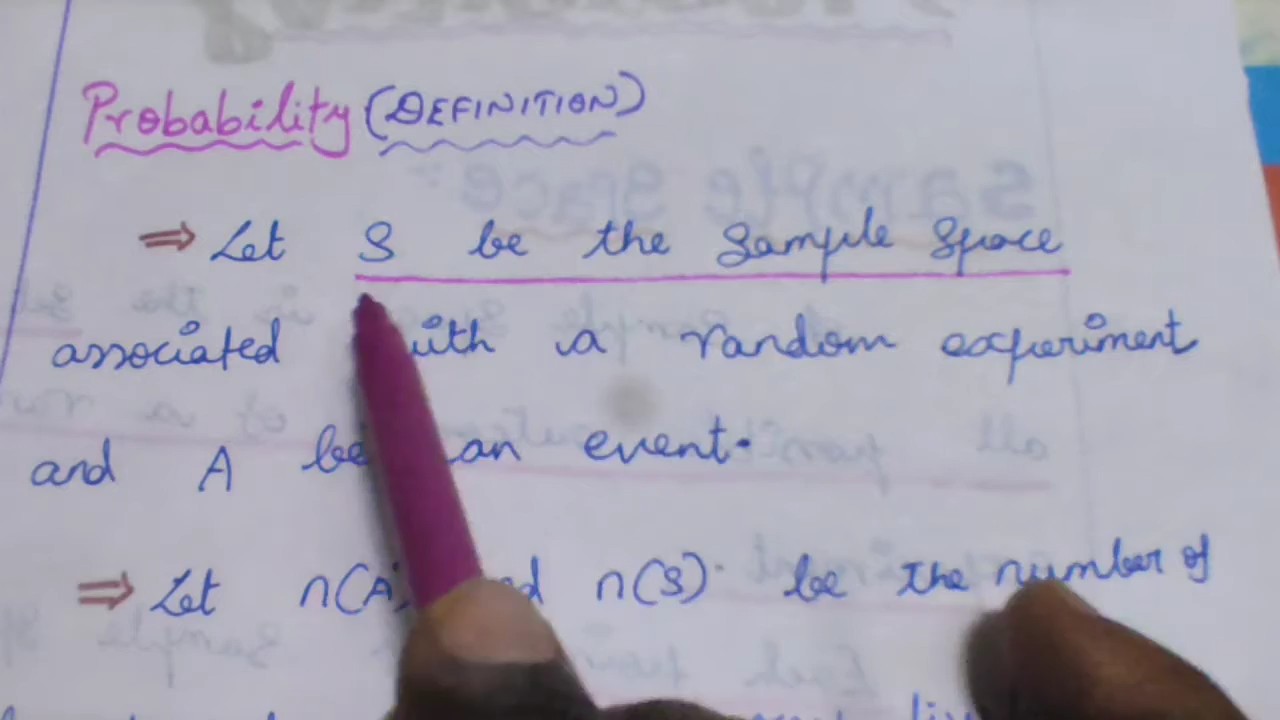 Probability (DEFINITION)
⇒ Let S be the Sample Space
associated with a random experiment
and A be an event.
⇒ Let n(A) and n(S) be the number of